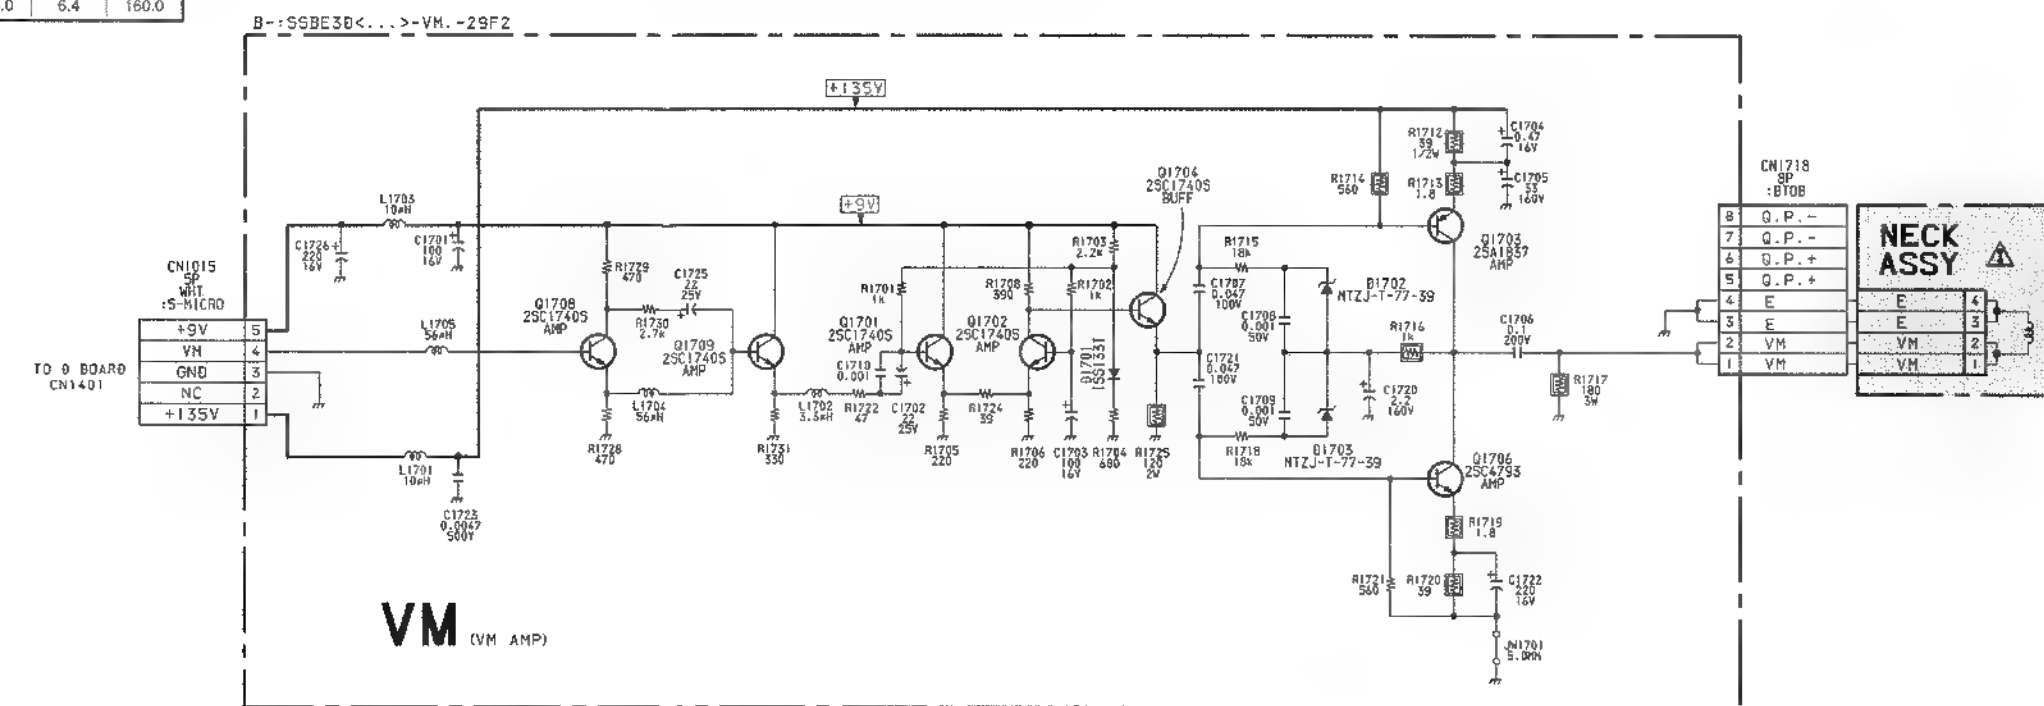 6.4 160.0
B-:SSBE3D<...>-VM.-29F2
+135V
R1712
39
1/2W
C1704
0.47
16V
R1714
560
R1713
1.8
C1705
33
160V
CN1718
8P
:BTOB
Q1704
2SC1740S
BUFF
L1703
10μH
+9V
C1726
220
16V
C1701
100
16V
R1703
2.2k
R1715
18k
Q1703
2SA1837
AMP
8 Q.P.-
7 Q.P.-
6 Q.P.+
5 Q.P.+
4 E
3 E
2 VM
1 VM
NECK
ASSY
E 4
E 3
VM 2
VM 1
CN1015
5P
WHT
:S-MICRO
+9V 5
VM 4
GND 3
NC 2
+135V 1
TO D BOARD
CN1401
R1729
470
C1725
22
25V
R1701
1k
R1708
390
R1702
1k
C1707
0.047
100V
D1702
MTZJ-T-77-39
Q1708
2SC1740S
AMP
R1730
2.7k
L1705
56μH
Q1709
2SC1740S
AMP
Q1701
2SC1740S
AMP
Q1702
2SC1740S
AMP
D1701
1SS133T
C1708
0.001
50V
R1716
1k
C1706
0.1
200V
C1710
0.001
C1721
0.047
100V
C1720
2.2
160V
R1717
180
3W
L1704
56μH
L1702
3.3μH
R1722
47
C1702
22
25V
R1724
39
C1709
0.001
50V
R1728
470
R1731
330
R1705
220
R1706
220
C1703
100
16V
R1704
680
R1725
120
2W
R1718
18k
D1703
MTZJ-T-77-39
Q1706
2SC4793
AMP
L1701
10μH
C1723
0.0047
500V
R1719
1.8
R1721
560
R1720
39
C1722
220
16V
JW1701
5.0MM
VM (VM AMP)